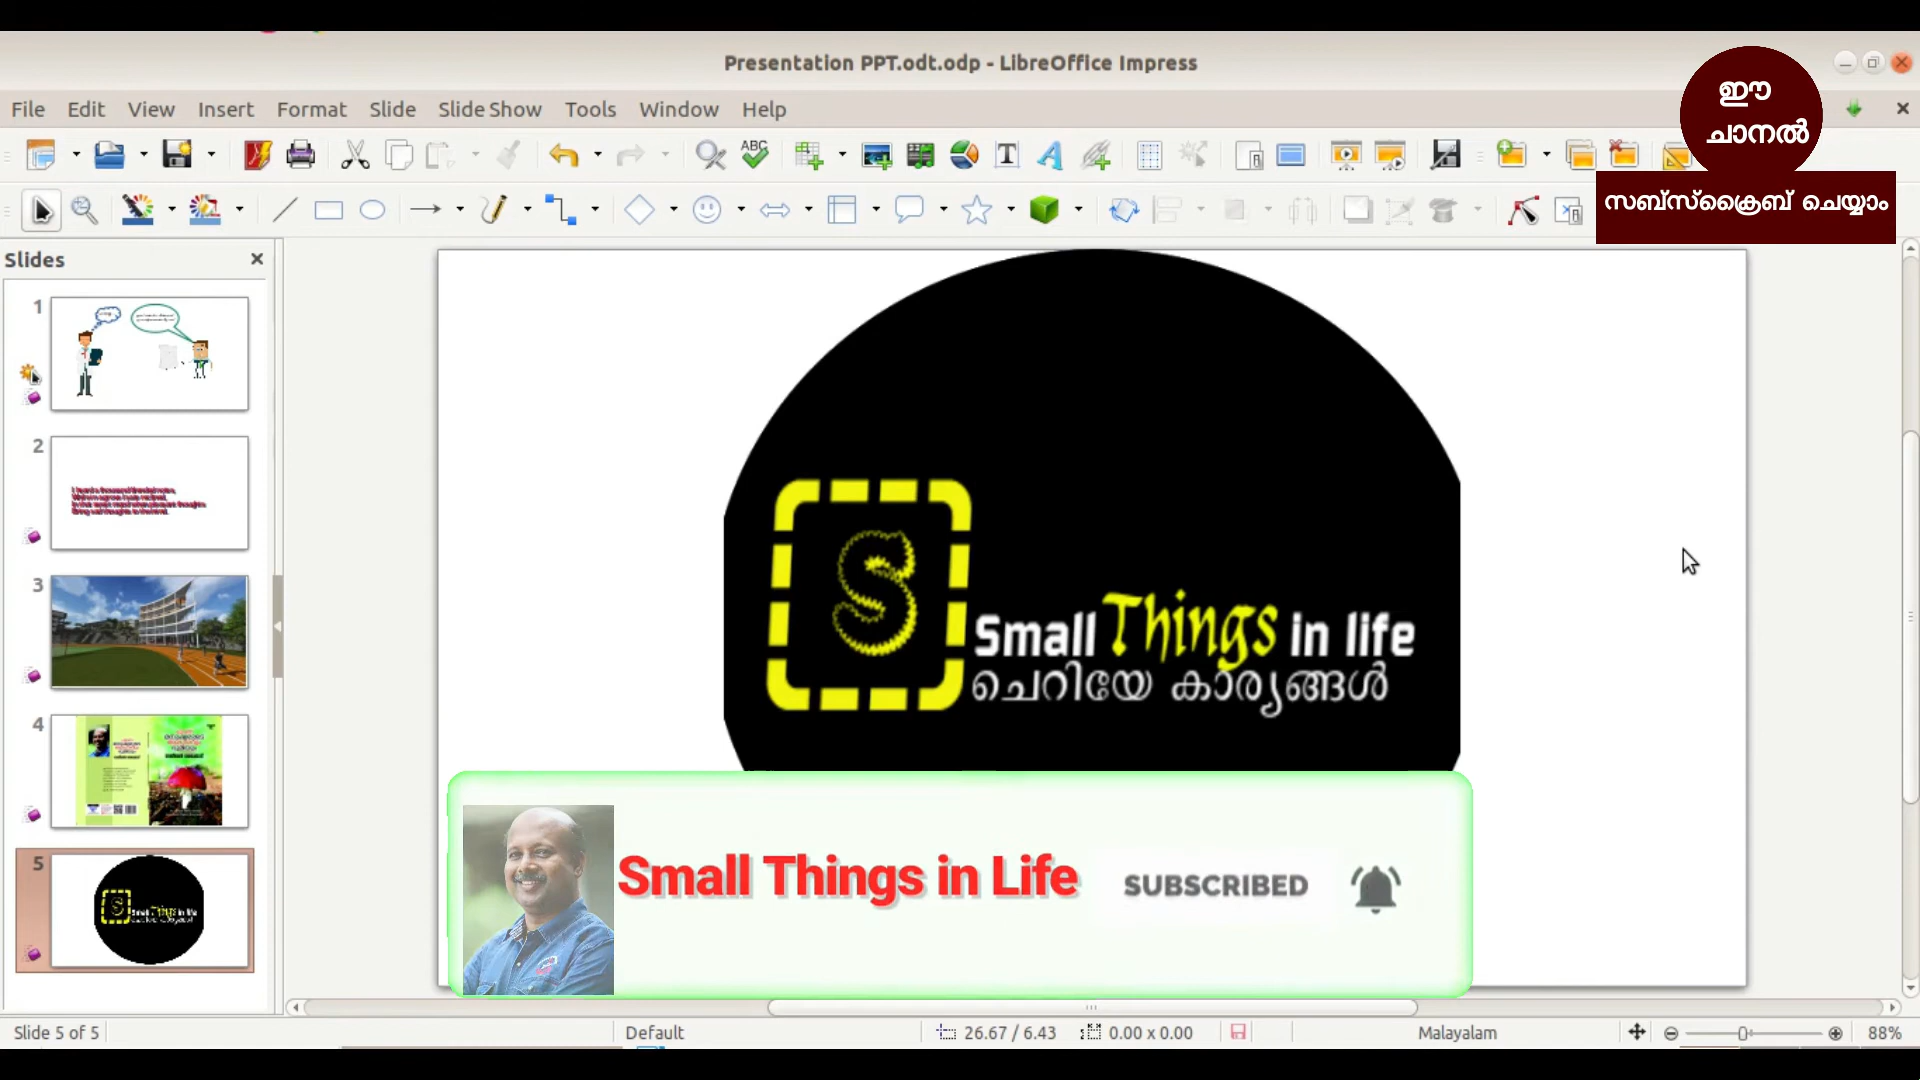 Presentation PPT.odt.odp - LibreOffice Impress
ഈ
ചാനൽ
സബ്സ്ക്രൈബ് ചെയ്യാം
File Edit View Insert Format Slide Slide Show Tools Window Help
ABC
Slides
1
2
3
4
5
S
Small Things in life
ചെറിയേ കാര്യങ്ങൾ
Small Things in Life
SUBSCRIBED
Slide 5 of 5
Default
26.67 / 6.43
0.00 x 0.00
Malayalam
88%